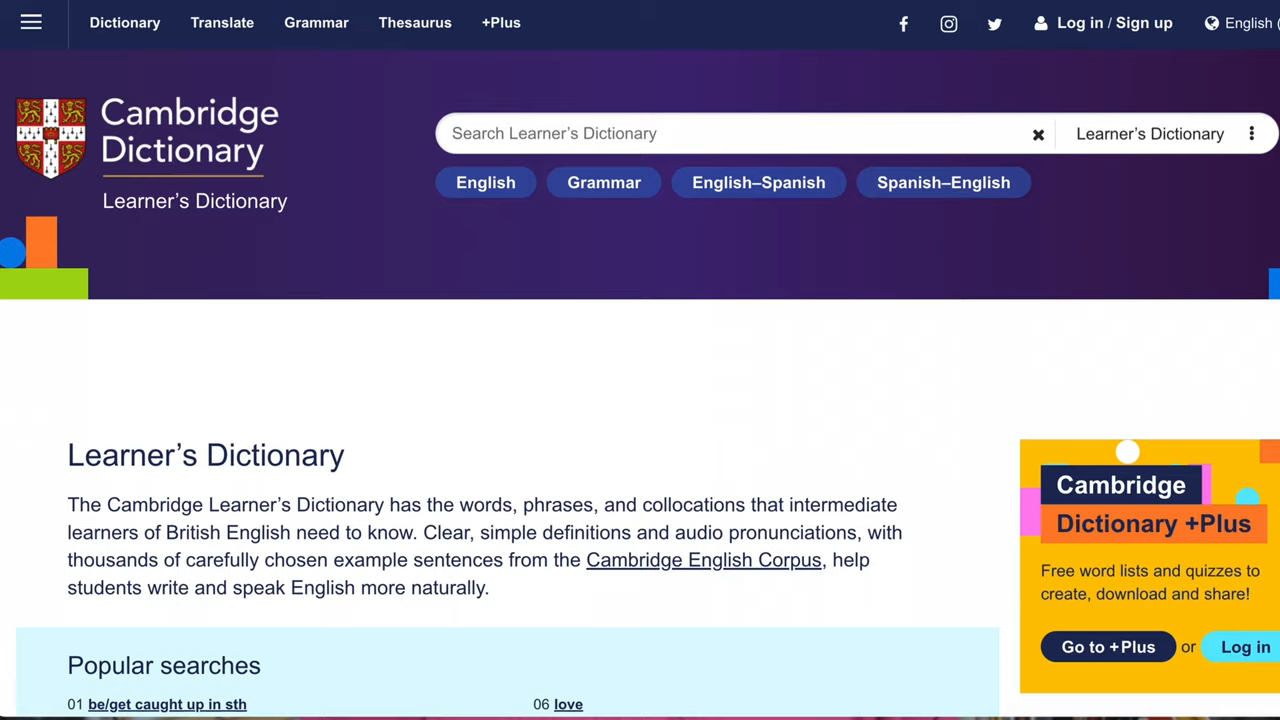 Dictionary Translate Grammar Thesaurus +Plus Log in / Sign up English (
Cambridge
Dictionary
Learner's Dictionary
Search Learner's Dictionary Learner's Dictionary
English Grammar English–Spanish Spanish–English
Learner's Dictionary
The Cambridge Learner's Dictionary has the words, phrases, and collocations that intermediate
learners of British English need to know. Clear, simple definitions and audio pronunciations, with
thousands of carefully chosen example sentences from the Cambridge English Corpus, help
students write and speak English more naturally.
Popular searches
01 be/get caught up in sth
06 love
Cambridge
Dictionary +Plus
Free word lists and quizzes to
create, download and share!
Go to +Plus or Log in